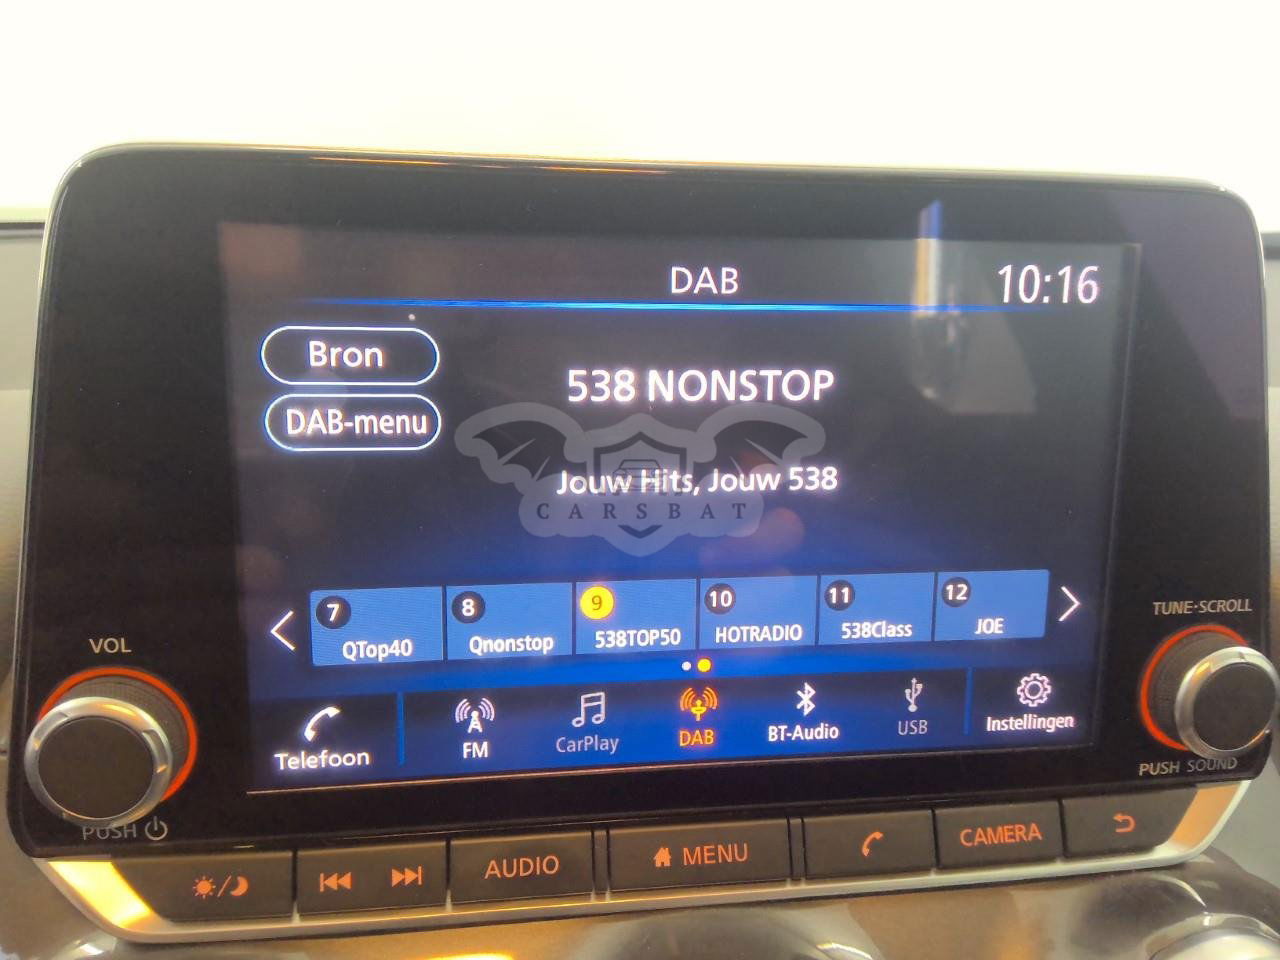 DAB
10:16
Bron
538 NONSTOP
DAB-menu
Jouw Hits, Jouw 538
CARSBAT
7
8
9
10
11
12
QTop40
Qnonstop
538TOP50
HOTRADIO
538Class
JOE
TUNE·SCROLL
VOL
Telefoon
FM
CarPlay
DAB
BT-Audio
USB
Instellingen
PUSH SOUND
PUSH
AUDIO
MENU
CAMERA